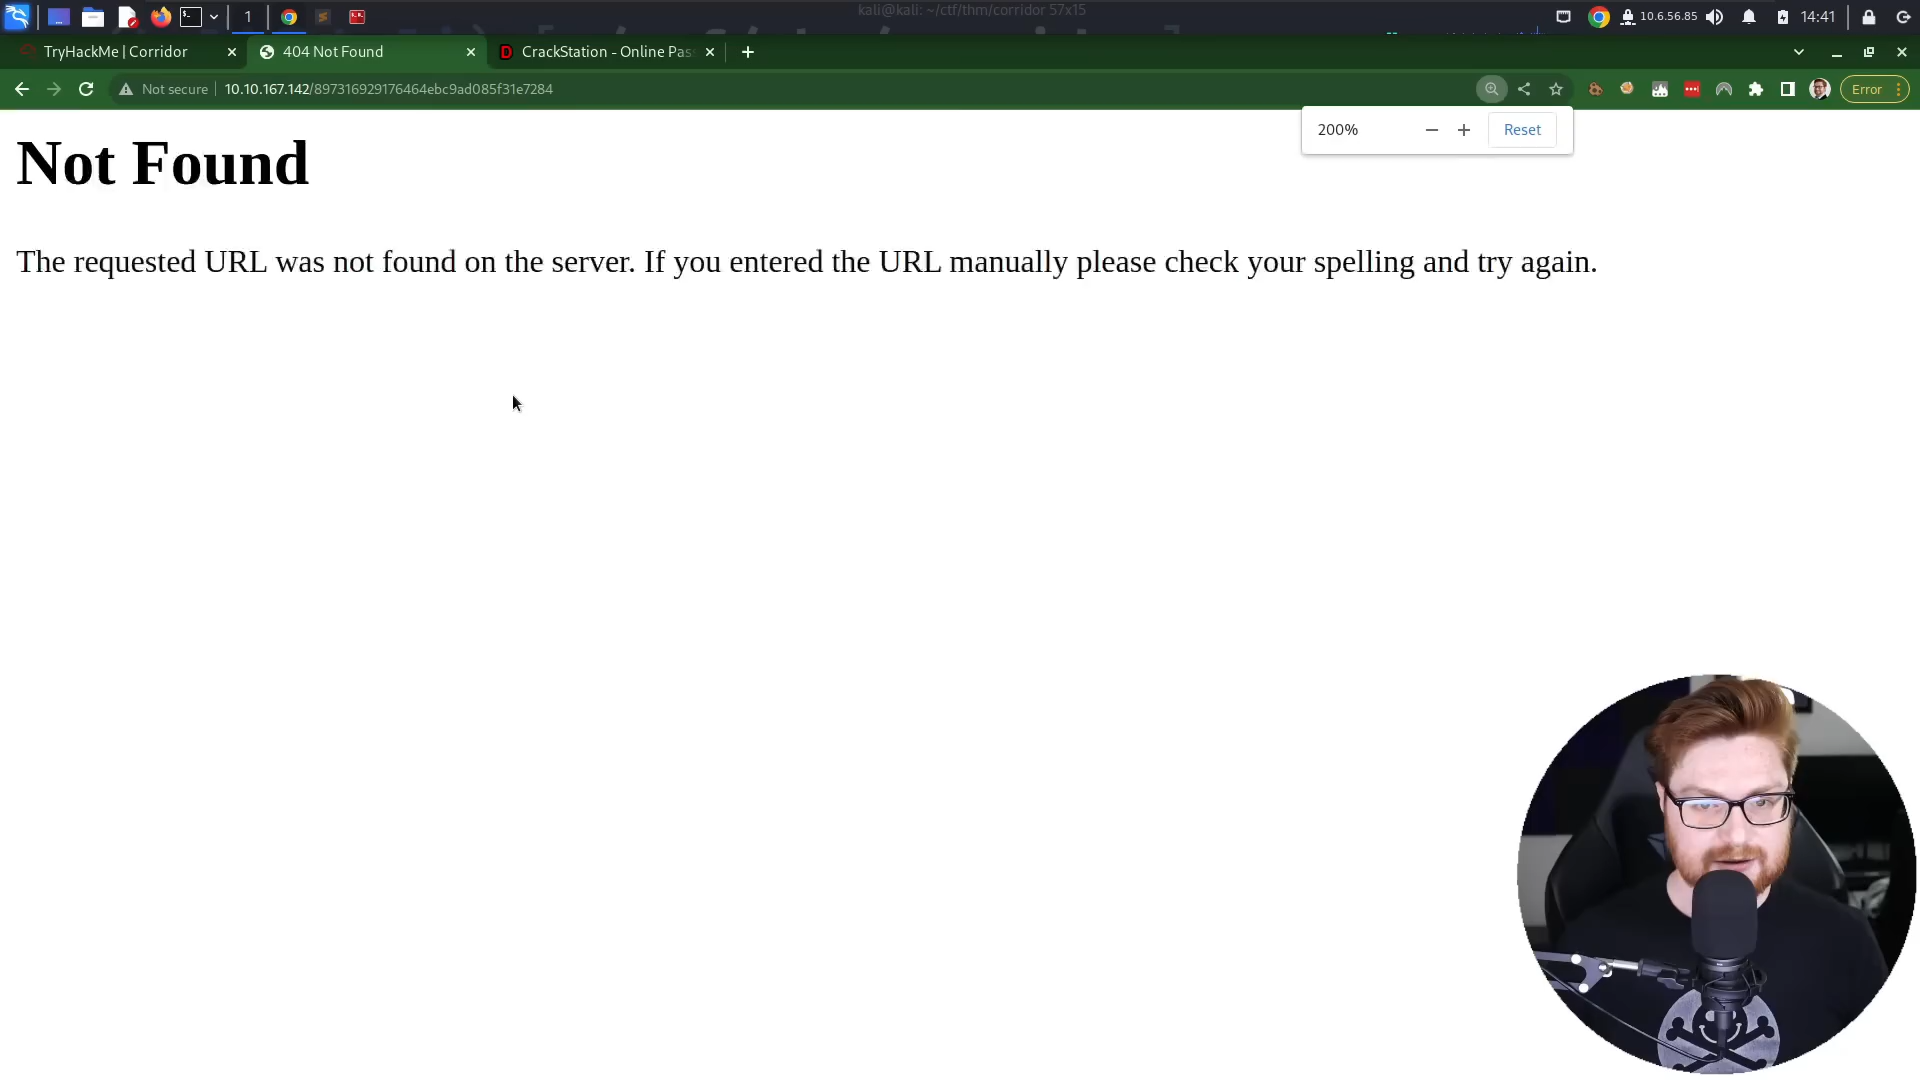 kali@kali: ~/ctf/thm/corridor 57x15
1
10.6.56.85
14:41
TryHackMe | Corridor
404 Not Found
CrackStation - Online Pas
Not secure
10.10.167.142/897316929176464ebc9ad085f31e7284
Error
200%
Reset
Not Found
The requested URL was not found on the server. If you entered the URL manually please check your spelling and try again.